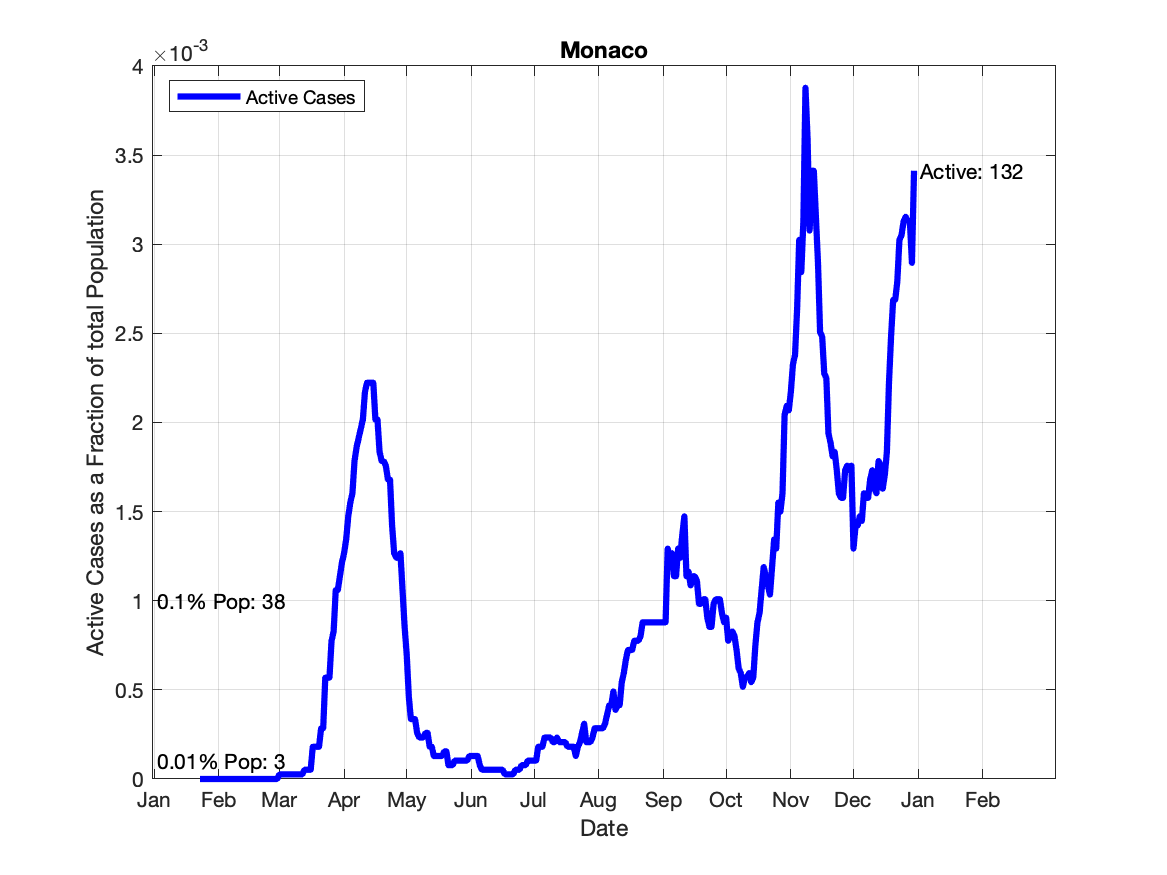 Monaco
×10^-3
Active Cases
4
3.5
3
2.5
2
1.5
1
0.5
0
Active Cases as a Fraction of total Population
Active: 132
0.1% Pop: 38
0.01% Pop: 3
Jan Feb Mar Apr May Jun Jul Aug Sep Oct Nov Dec Jan Feb
Date